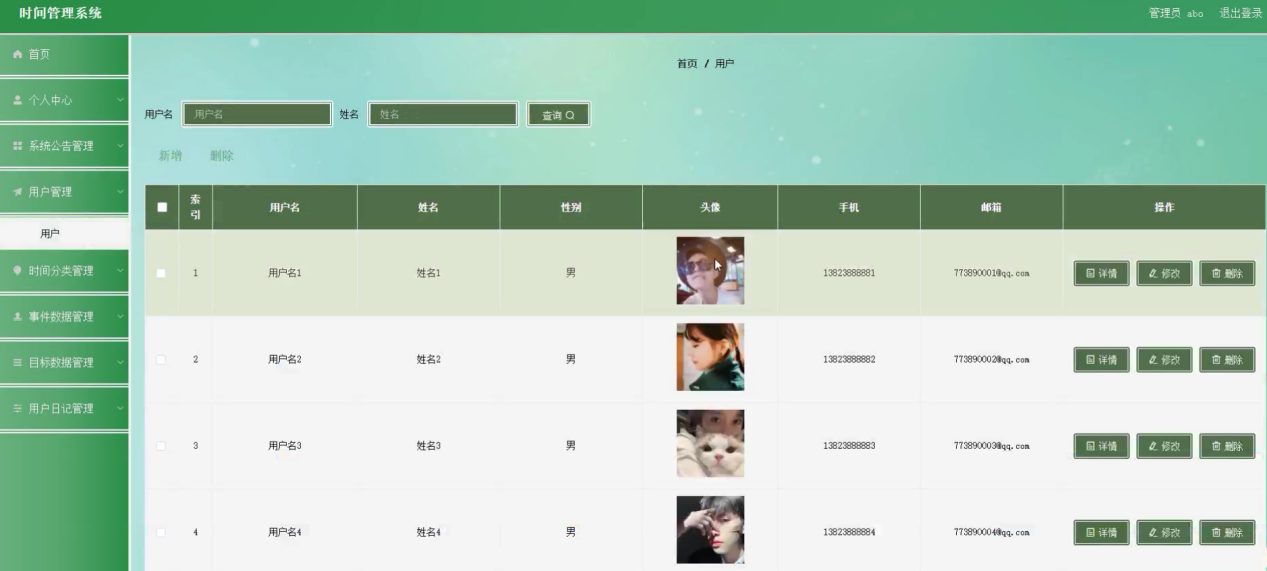 时间管理系统
管理员 abo 退出登录
首页
个人中心
系统公告管理
用户管理
用户
时间分类管理
事件数据管理
目标数据管理
用户日记管理
首页 / 用户
用户名 用户名 姓名 姓名 查询
新增 删除
索引 用户名 姓名 性别 头像 手机 邮箱 操作
1 用户名1 姓名1 男 13823888881 773890001@qq.com 详情 修改 删除
2 用户名2 姓名2 男 13823888882 773890002@qq.com 详情 修改 删除
3 用户名3 姓名3 男 13823888883 773890003@qq.com 详情 修改 删除
4 用户名4 姓名4 男 13823888884 773890004@qq.com 详情 修改 删除